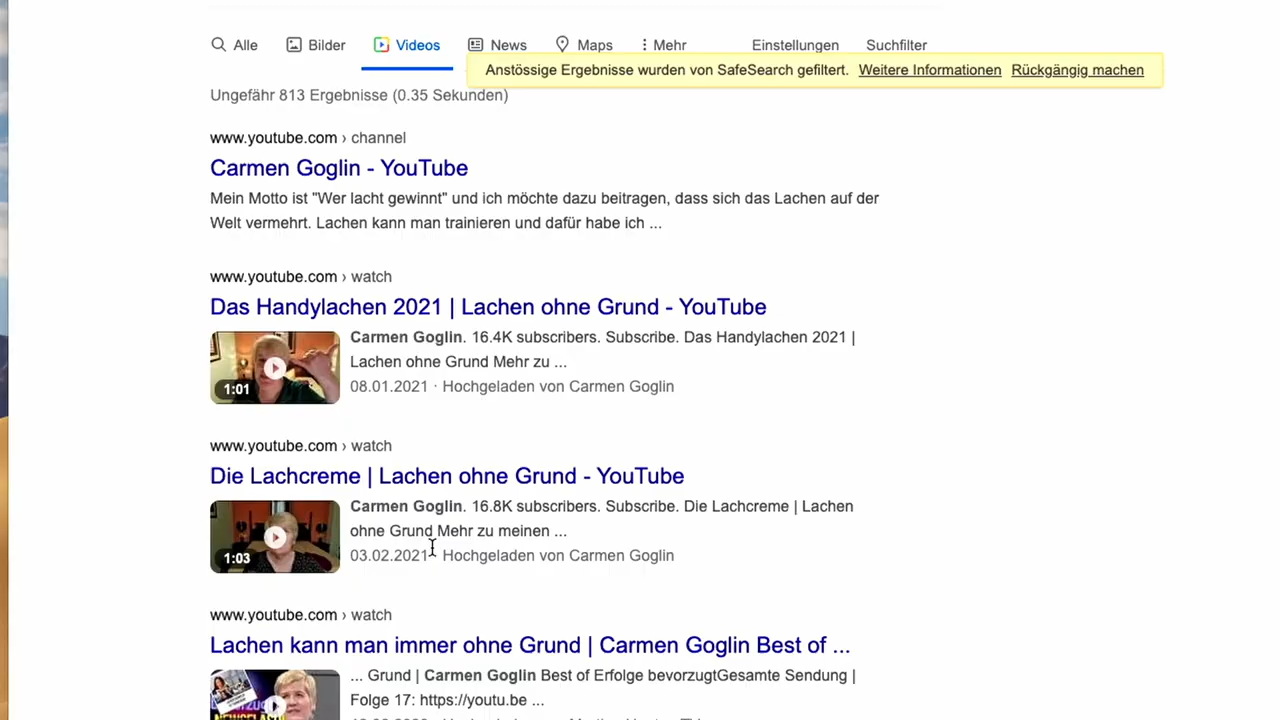 Alle Bilder Videos News Maps Mehr Einstellungen Suchfilter
Anstössige Ergebnisse wurden von SafeSearch gefiltert. Weitere Informationen Rückgängig machen
Ungefähr 813 Ergebnisse (0.35 Sekunden)
www.youtube.com › channel
Carmen Goglin - YouTube
Mein Motto ist "Wer lacht gewinnt" und ich möchte dazu beitragen, dass sich das Lachen auf der
Welt vermehrt. Lachen kann man trainieren und dafür habe ich ...
www.youtube.com › watch
Das Handylachen 2021 | Lachen ohne Grund - YouTube
Carmen Goglin. 16.4K subscribers. Subscribe. Das Handylachen 2021 |
Lachen ohne Grund Mehr zu ...
1:01
08.01.2021 · Hochgeladen von Carmen Goglin
www.youtube.com › watch
Die Lachcreme | Lachen ohne Grund - YouTube
Carmen Goglin. 16.8K subscribers. Subscribe. Die Lachcreme | Lachen
ohne Grund Mehr zu meinen ...
1:03
03.02.2021 · Hochgeladen von Carmen Goglin
www.youtube.com › watch
Lachen kann man immer ohne Grund | Carmen Goglin Best of ...
... Grund | Carmen Goglin Best of Erfolge bevorzugtGesamte Sendung |
Folge 17: https://youtu.be ...